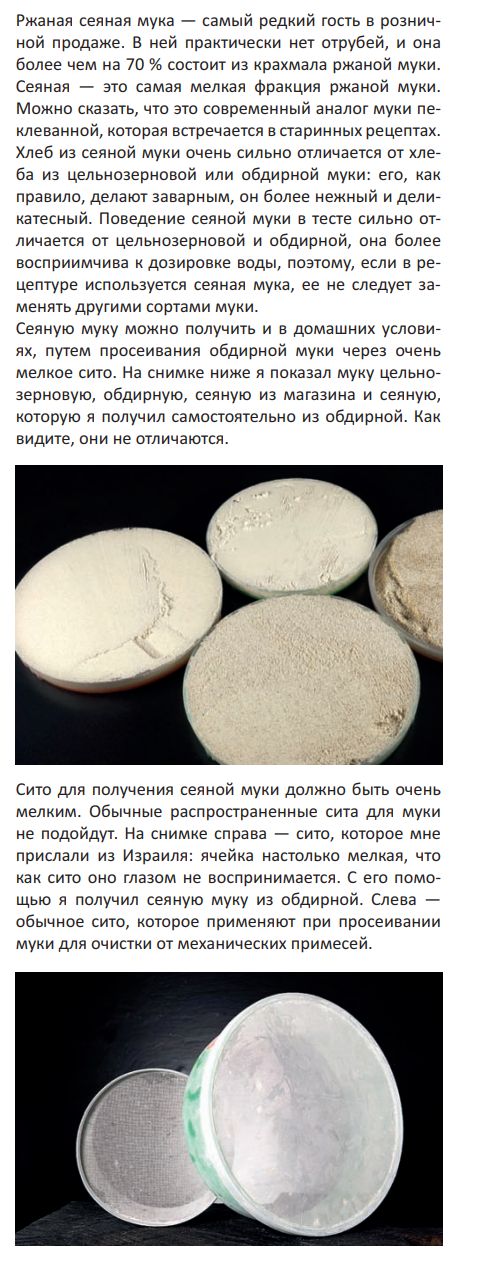 Ржаная сеяная мука — самый редкий гость в рознич-
ной продаже. В ней практически нет отрубей, и она
более чем на 70 % состоит из крахмала ржаной муки.
Сеяная — это самая мелкая фракция ржаной муки.
Можно сказать, что это современный аналог муки пе-
клеванной, которая встречается в старинных рецептах.
Хлеб из сеяной муки очень сильно отличается от хле-
ба из цельнозерновой или обдирной муки: его, как
правило, делают заварным, он более нежный и дели-
катесный. Поведение сеяной муки в тесте сильно от-
личается от цельнозерновой и обдирной, она более
восприимчива к дозировке воды, поэтому, если в ре-
цептуре используется сеяная мука, ее не следует за-
менять другими сортами муки.
Сеяную муку можно получить и в домашних услови-
ях, путем просеивания обдирной муки через очень
мелкое сито. На снимке ниже я показал муку цельно-
зерновую, обдирную, сеяную из магазина и сеяную,
которую я получил самостоятельно из обдирной. Как
видите, они не отличаются.
Сито для получения сеяной муки должно быть очень
мелким. Обычные распространенные сита для муки
не подойдут. На снимке справа — сито, которое мне
прислали из Израиля: ячейка настолько мелкая, что
как сито оно глазом не воспринимается. С его помо-
щью я получил сеяную муку из обдирной. Слева —
обычное сито, которое применяют при просеивании
муки для очистки от механических примесей.